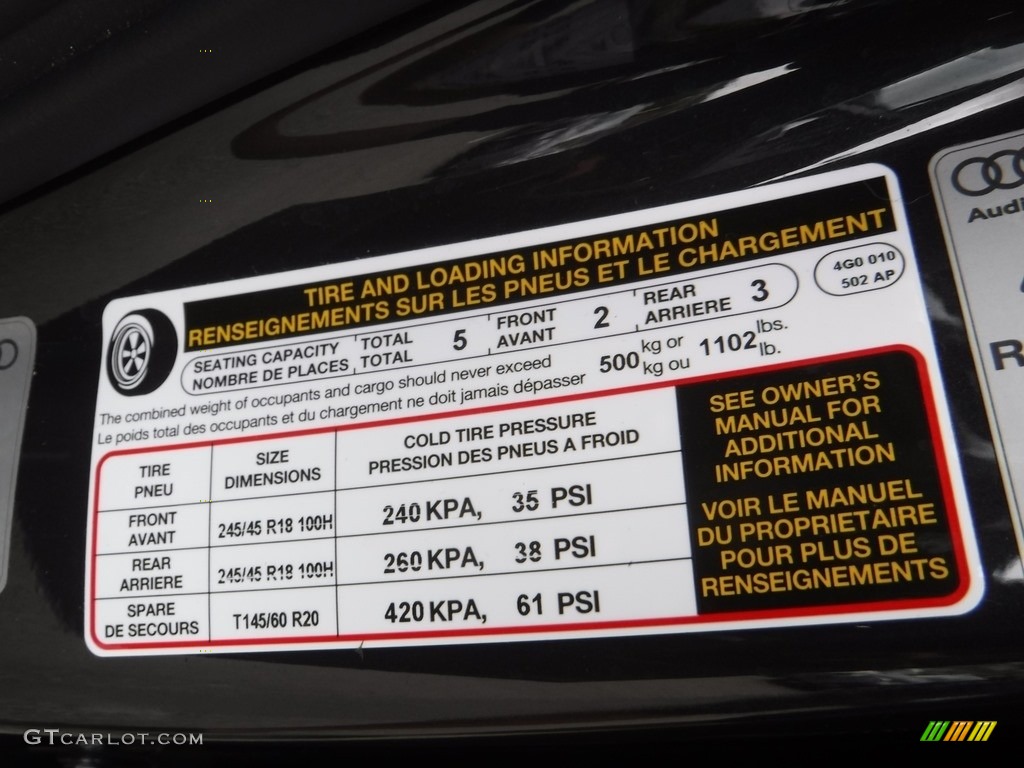 TIRE AND LOADING INFORMATION
RENSEIGNEMENTS SUR LES PNEUS ET LE CHARGEMENT
SEATING CAPACITY TOTAL 5 FRONT 2 REAR 3
NOMBRE DE PLACES TOTAL AVANT ARRIERE
4G0 010
502 AP
The combined weight of occupants and cargo should never exceed 500 kg or 1102 lbs.
Le poids total des occupants et du chargement ne doit jamais dépasser kg ou lb.
TIRE
PNEU
SIZE
DIMENSIONS
COLD TIRE PRESSURE
PRESSION DES PNEUS A FROID
FRONT
AVANT
245/45 R18 100H
240 KPA, 35 PSI
REAR
ARRIERE
245/45 R18 100H
260 KPA, 38 PSI
SPARE
DE SECOURS
T145/60 R20
420 KPA, 61 PSI
SEE OWNER'S
MANUAL FOR
ADDITIONAL
INFORMATION
VOIR LE MANUEL
DU PROPRIETAIRE
POUR PLUS DE
RENSEIGNEMENTS
Audi
R
GTcarlot.com